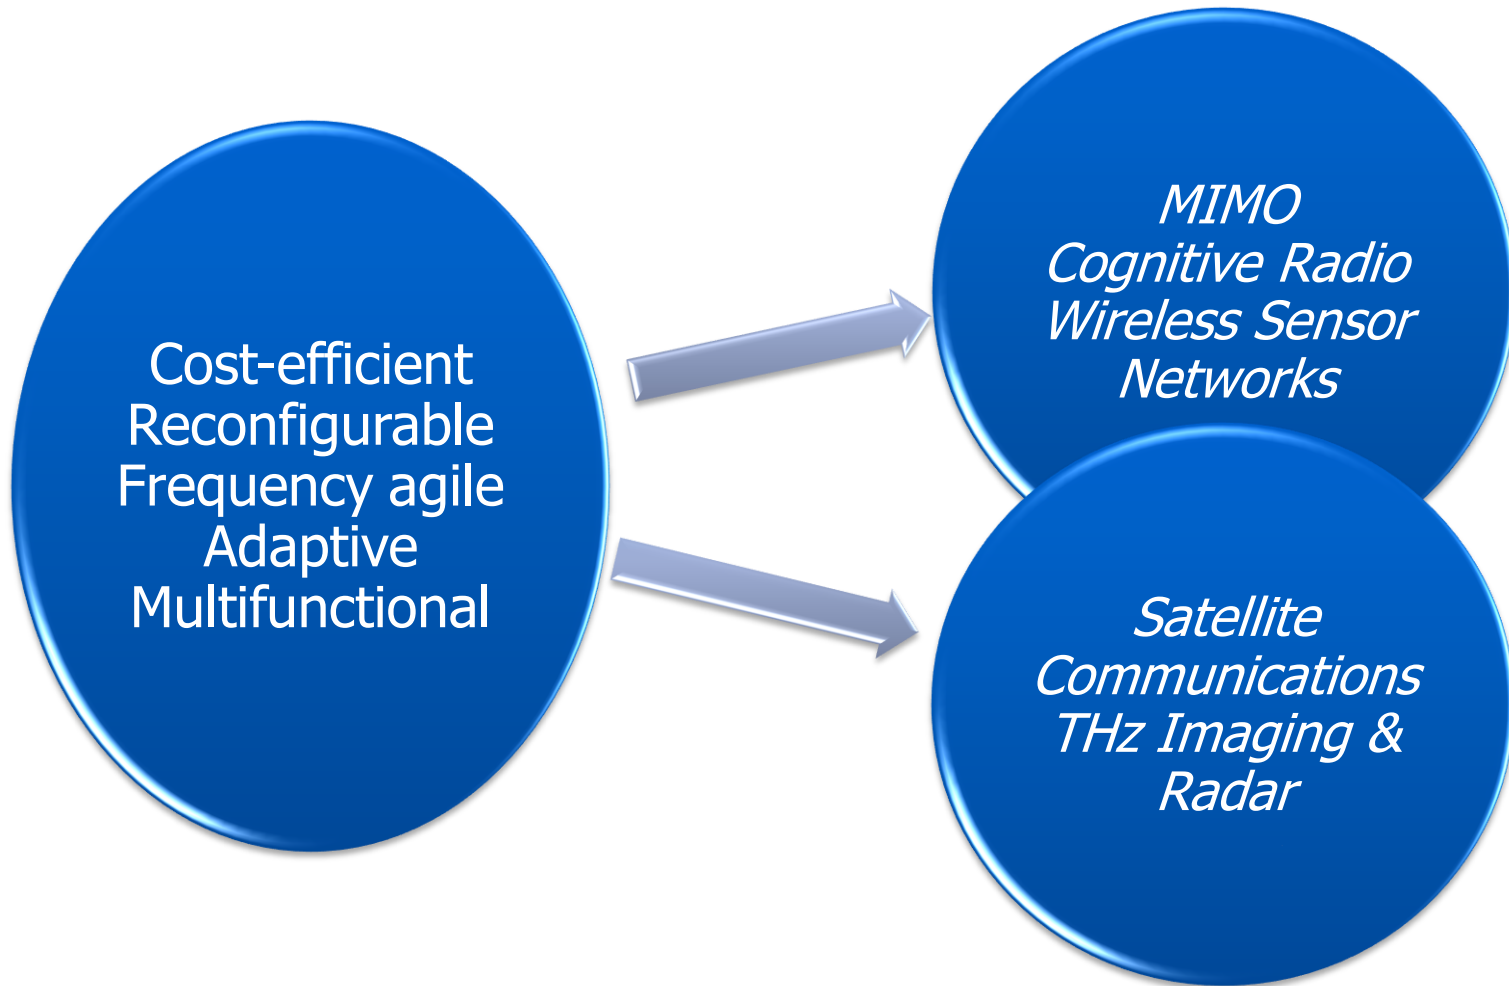 Cost-efficient
Reconfigurable
Frequency agile
Adaptive
Multifunctional
MIMO
Cognitive Radio
Wireless Sensor
Networks
Satellite
Communications
THz Imaging &
Radar